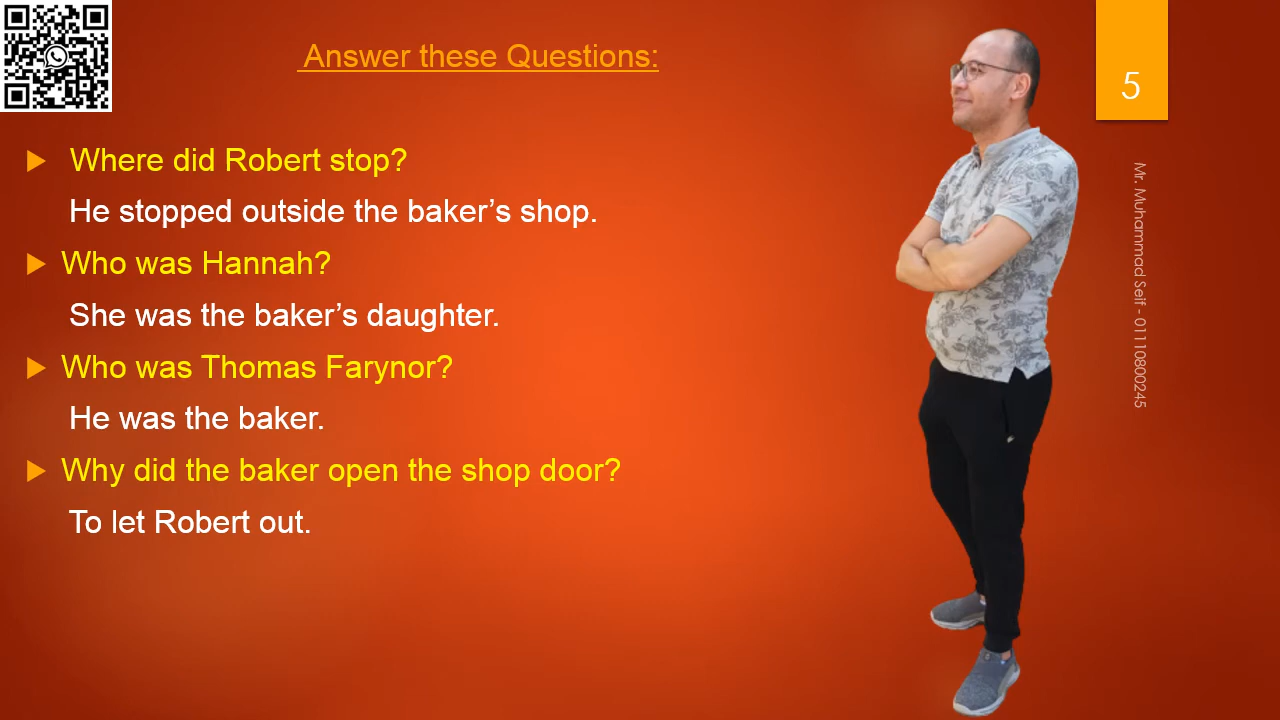 Answer these Questions:
5
Where did Robert stop?
He stopped outside the baker’s shop.
Who was Hannah?
She was the baker’s daughter.
Who was Thomas Farynor?
He was the baker.
Why did the baker open the shop door?
To let Robert out.
Mr. Muhammad Seif - 01110800245